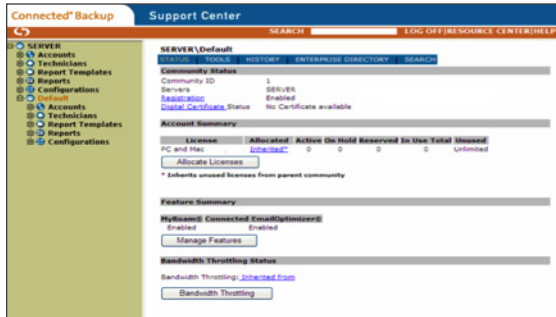 Connected® Backup Support Center
SEARCH LOG OFF|RESOURCE CENTER|HELP
SERVER
Accounts
Technicians
Report Templates
Reports
Configurations
Default
Accounts
Technicians
Report Templates
Reports
Configurations
SERVER\Default
STATUS TOOLS HISTORY ENTERPRISE DIRECTORY SEARCH
Community Status
Community ID 1
Servers SERVER
Registration Enabled
Digital Certificate Status No Certificate available
Account Summary
License Allocated Active On Hold Reserved In Use Total Unused
PC and Mac Inherited* 0 0 0 0 Unlimited
Allocate Licenses
* Inherits unused licenses from parent community
Feature Summary
MyRoam® Connected EmailOptimizer®
Enabled Enabled
Manage Features
Bandwidth Throttling Status
Bandwidth Throttling: Inherited from
Bandwidth Throttling